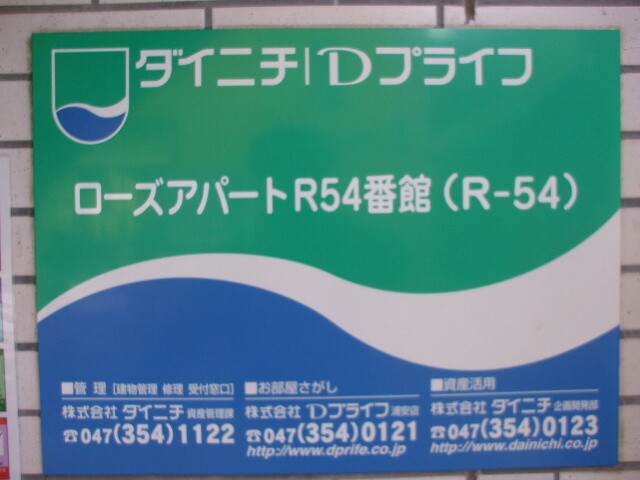 ダイニチ|Dプライフ
ローズアパートR54番館(R-54)
■管 理 [建物管理 修理 受付窓口]
株式会社 ダイニチ 資産管理課
☎047(354)1122
■お部屋さがし
株式会社 Dプライフ 浦安店
☎047(354)0121
http://www.dprife.co.jp
■資産活用
株式会社 ダイニチ 企画開発部
☎047(354)0123
http://www.dainichi.co.jp